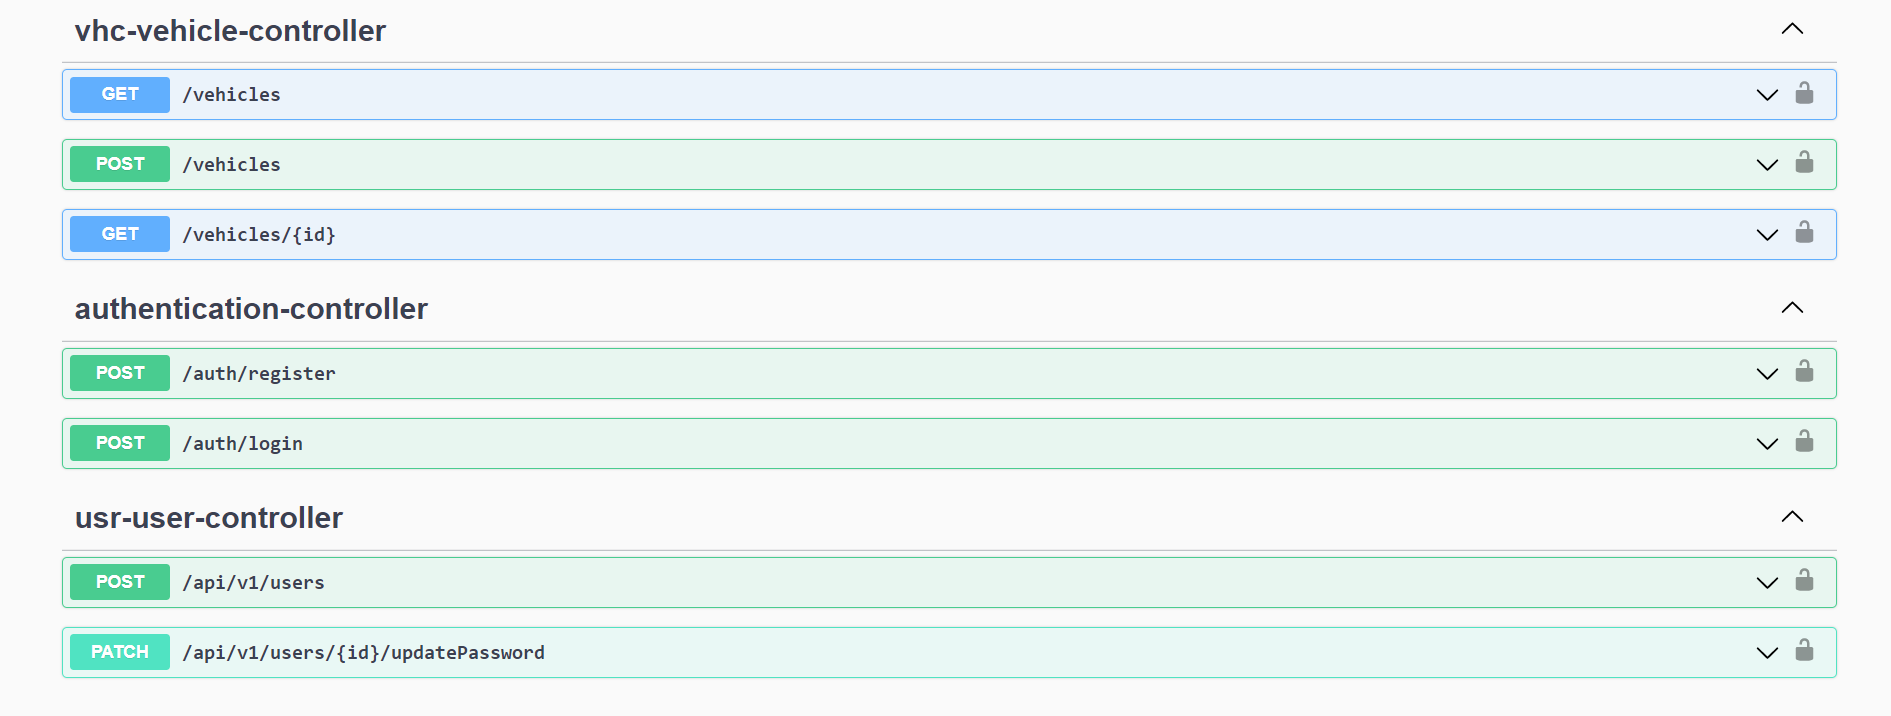 vhc-vehicle-controller
GET /vehicles
POST /vehicles
GET /vehicles/{id}
authentication-controller
POST /auth/register
POST /auth/login
usr-user-controller
POST /api/v1/users
PATCH /api/v1/users/{id}/updatePassword